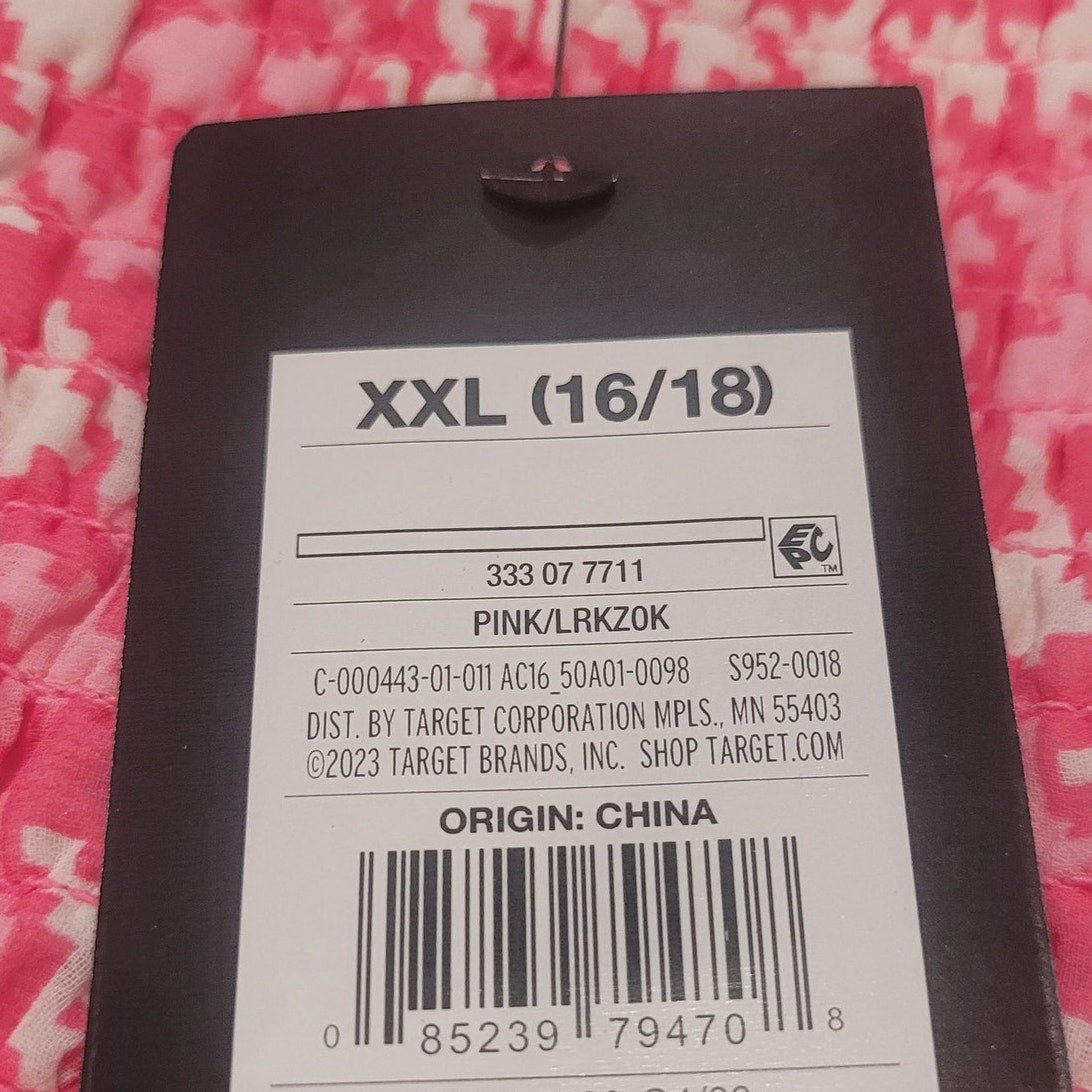 XXL (16/18)
EPC TM
333 07 7711
PINK/LRKZ0K
C-000443-01-011 AC16_50A01-0098 S952-0018
DIST. BY TARGET CORPORATION MPLS., MN 55403
©2023 TARGET BRANDS, INC. SHOP TARGET.COM
ORIGIN: CHINA
0 85239 79470 8